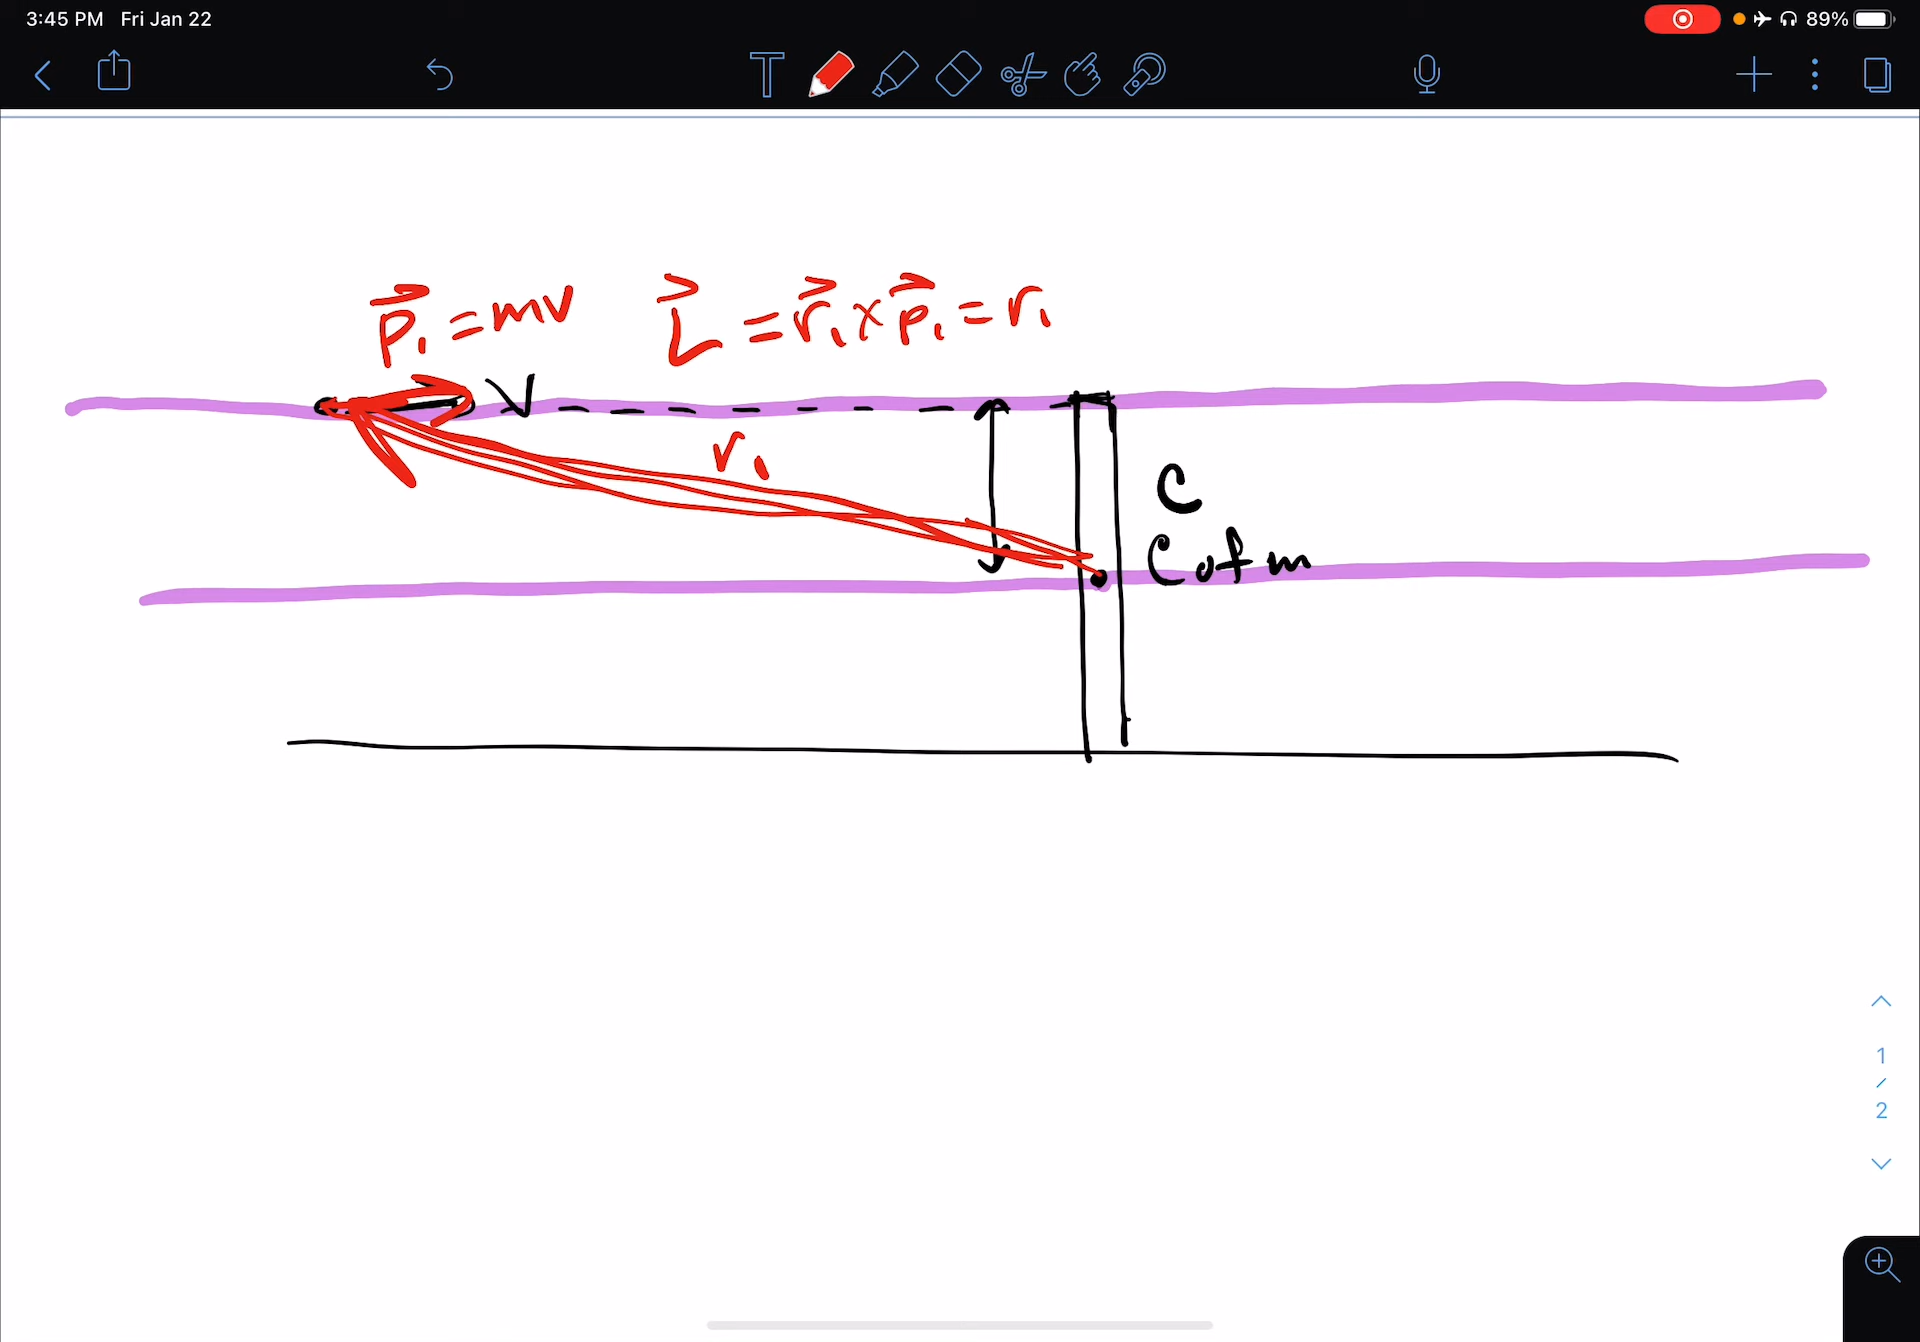 3:45 PM Fri Jan 22
89%
T
p⃗₁ = mv L⃗ = r⃗₁ × p⃗₁ = r₁
V
r₁
C
C of m
1
/
2